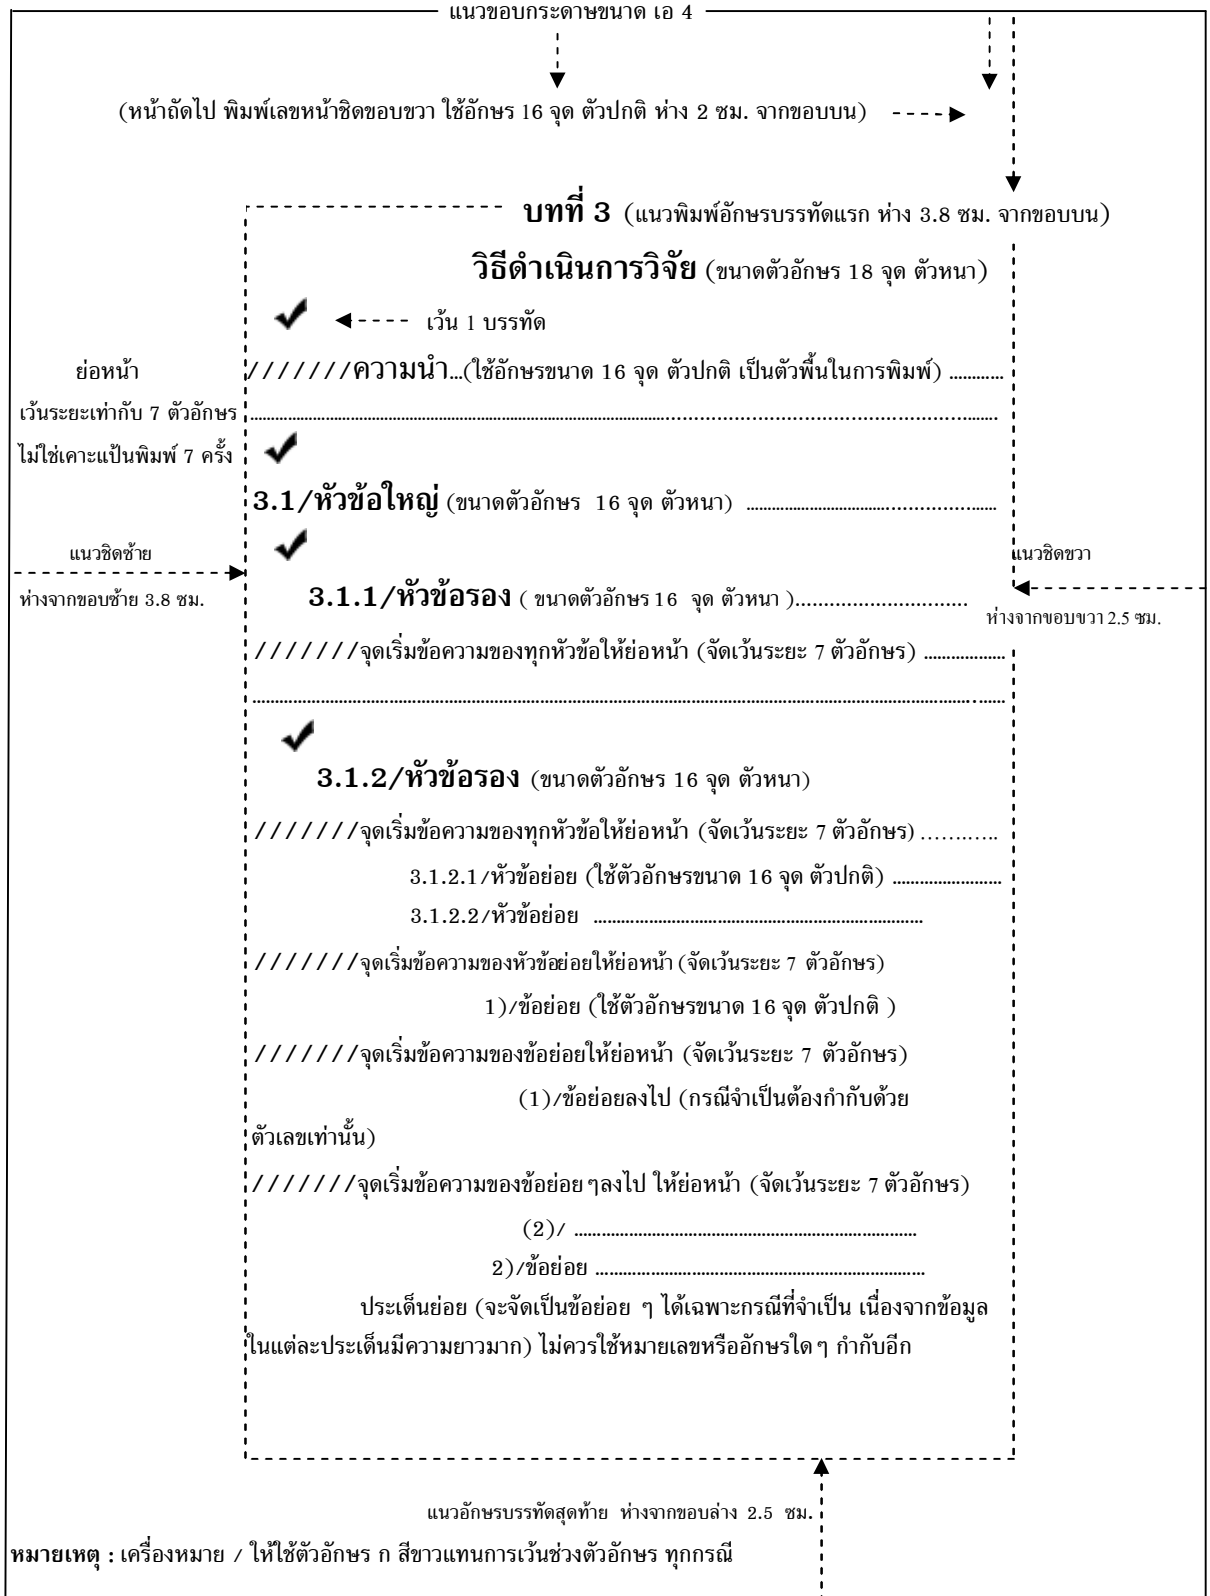 แนวขอบกระดาษขนาด เอ 4
(หน้าถัดไป พิมพ์เลขหน้าชิดขอบขวา ใช้อักษร 16 จุด ตัวปกติ ห่าง 2 ซม. จากขอบบน)
บทที่ 3 (แนวพิมพ์อักษรบรรทัดแรก ห่าง 3.8 ซม. จากขอบบน)
วิธีดำเนินการวิจัย (ขนาดตัวอักษร 18 จุด ตัวหนา)
เว้น 1 บรรทัด
ย่อหน้า
///////ความนำ...(ใช้อักษรขนาด 16 จุด ตัวปกติ เป็นตัวพื้นในการพิมพ์) ............
เว้นระยะเท่ากับ 7 ตัวอักษร
ไม่ใช่เคาะแป้นพิมพ์ 7 ครั้ง
3.1/หัวข้อใหญ่ (ขนาดตัวอักษร 16 จุด ตัวหนา) ......................................................
แนวชิดซ้าย
แนวชิดขวา
ห่างจากขอบซ้าย 3.8 ซม.
3.1.1/หัวข้อรอง ( ขนาดตัวอักษร 16 จุด ตัวหนา )..............................
ห่างจากขอบขวา 2.5 ซม.
///////จุดเริ่มข้อความของทุกหัวข้อให้ย่อหน้า (จัดเว้นระยะ 7 ตัวอักษร) ..................
3.1.2/หัวข้อรอง (ขนาดตัวอักษร 16 จุด ตัวหนา)
///////จุดเริ่มข้อความของทุกหัวข้อให้ย่อหน้า (จัดเว้นระยะ 7 ตัวอักษร) ............
3.1.2.1/หัวข้อย่อย (ใช้ตัวอักษรขนาด 16 จุด ตัวปกติ) ........................
3.1.2.2/หัวข้อย่อย ........................................................................
///////จุดเริ่มข้อความของหัวข้อย่อยให้ย่อหน้า (จัดเว้นระยะ 7 ตัวอักษร)
1)/ข้อย่อย (ใช้ตัวอักษรขนาด 16 จุด ตัวปกติ )
///////จุดเริ่มข้อความของข้อย่อยให้ย่อหน้า (จัดเว้นระยะ 7 ตัวอักษร)
(1)/ข้อย่อยลงไป (กรณีจำเป็นต้องกำกับด้วย
ตัวเลขเท่านั้น)
///////จุดเริ่มข้อความของข้อย่อย ๆลงไป ให้ย่อหน้า (จัดเว้นระยะ 7 ตัวอักษร)
(2)/ ...........................................................................
2)/ข้อย่อย ........................................................................
ประเด็นย่อย (จะจัดเป็นข้อย่อย ๆ ได้เฉพาะกรณีที่จำเป็น เนื่องจากข้อมูล
ในแต่ละประเด็นมีความยาวมาก) ไม่ควรใช้หมายเลขหรืออักษรใด ๆ กำกับอีก
แนวอักษรบรรทัดสุดท้าย ห่างจากขอบล่าง 2.5 ซม.
หมายเหตุ : เครื่องหมาย / ให้ใช้ตัวอักษร ก สีขาวแทนการเว้นช่วงตัวอักษร ทุกกรณี